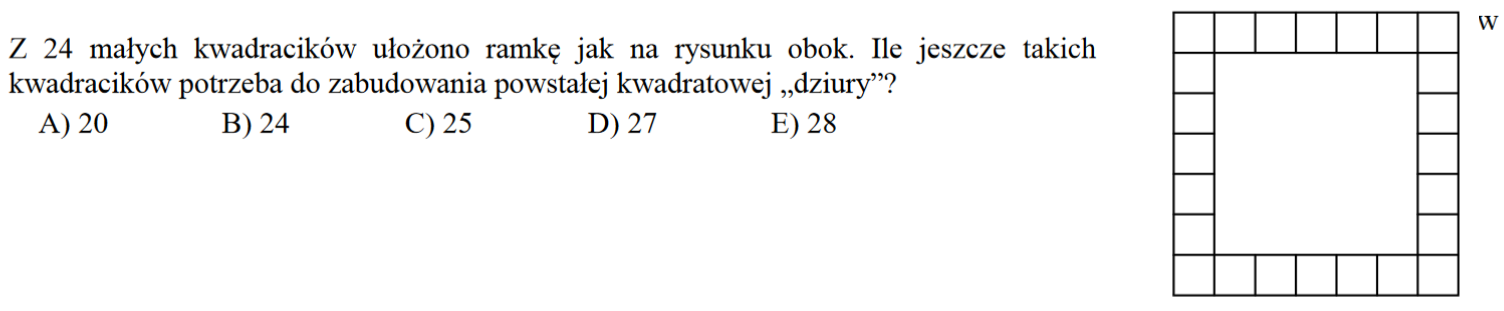 Z 24 małych kwadracików ułożono ramkę jak na rysunku obok. Ile jeszcze takich
kwadracików potrzeba do zabudowania powstałej kwadratowej „dziury”?
A) 20 B) 24 C) 25 D) 27 E) 28
w